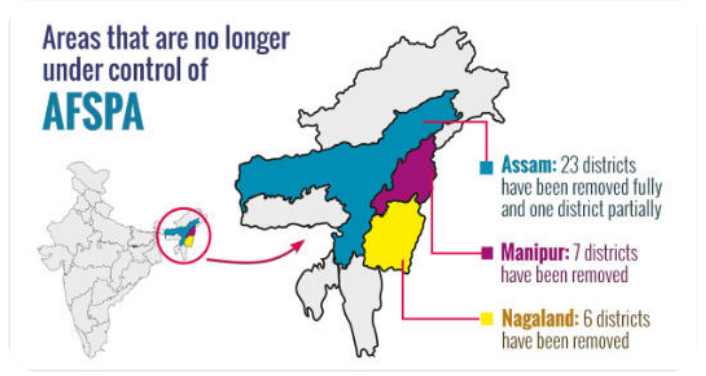 Areas that are no longer
under control of
AFSPA
Assam: 23 districts
have been removed fully
and one district partially
Manipur: 7 districts
have been removed
Nagaland: 6 districts
have been removed